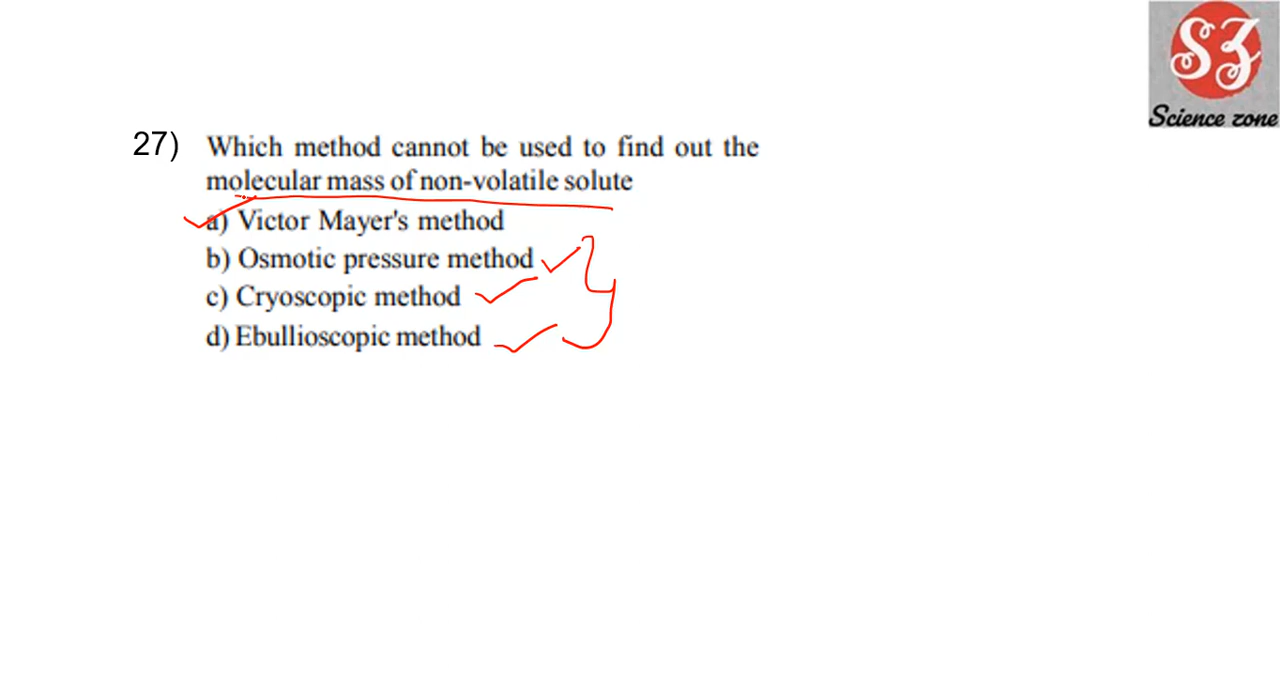 SZ
Science zone
27) Which method cannot be used to find out the
molecular mass of non-volatile solute
a) Victor Mayer's method
b) Osmotic pressure method
c) Cryoscopic method
d) Ebullioscopic method